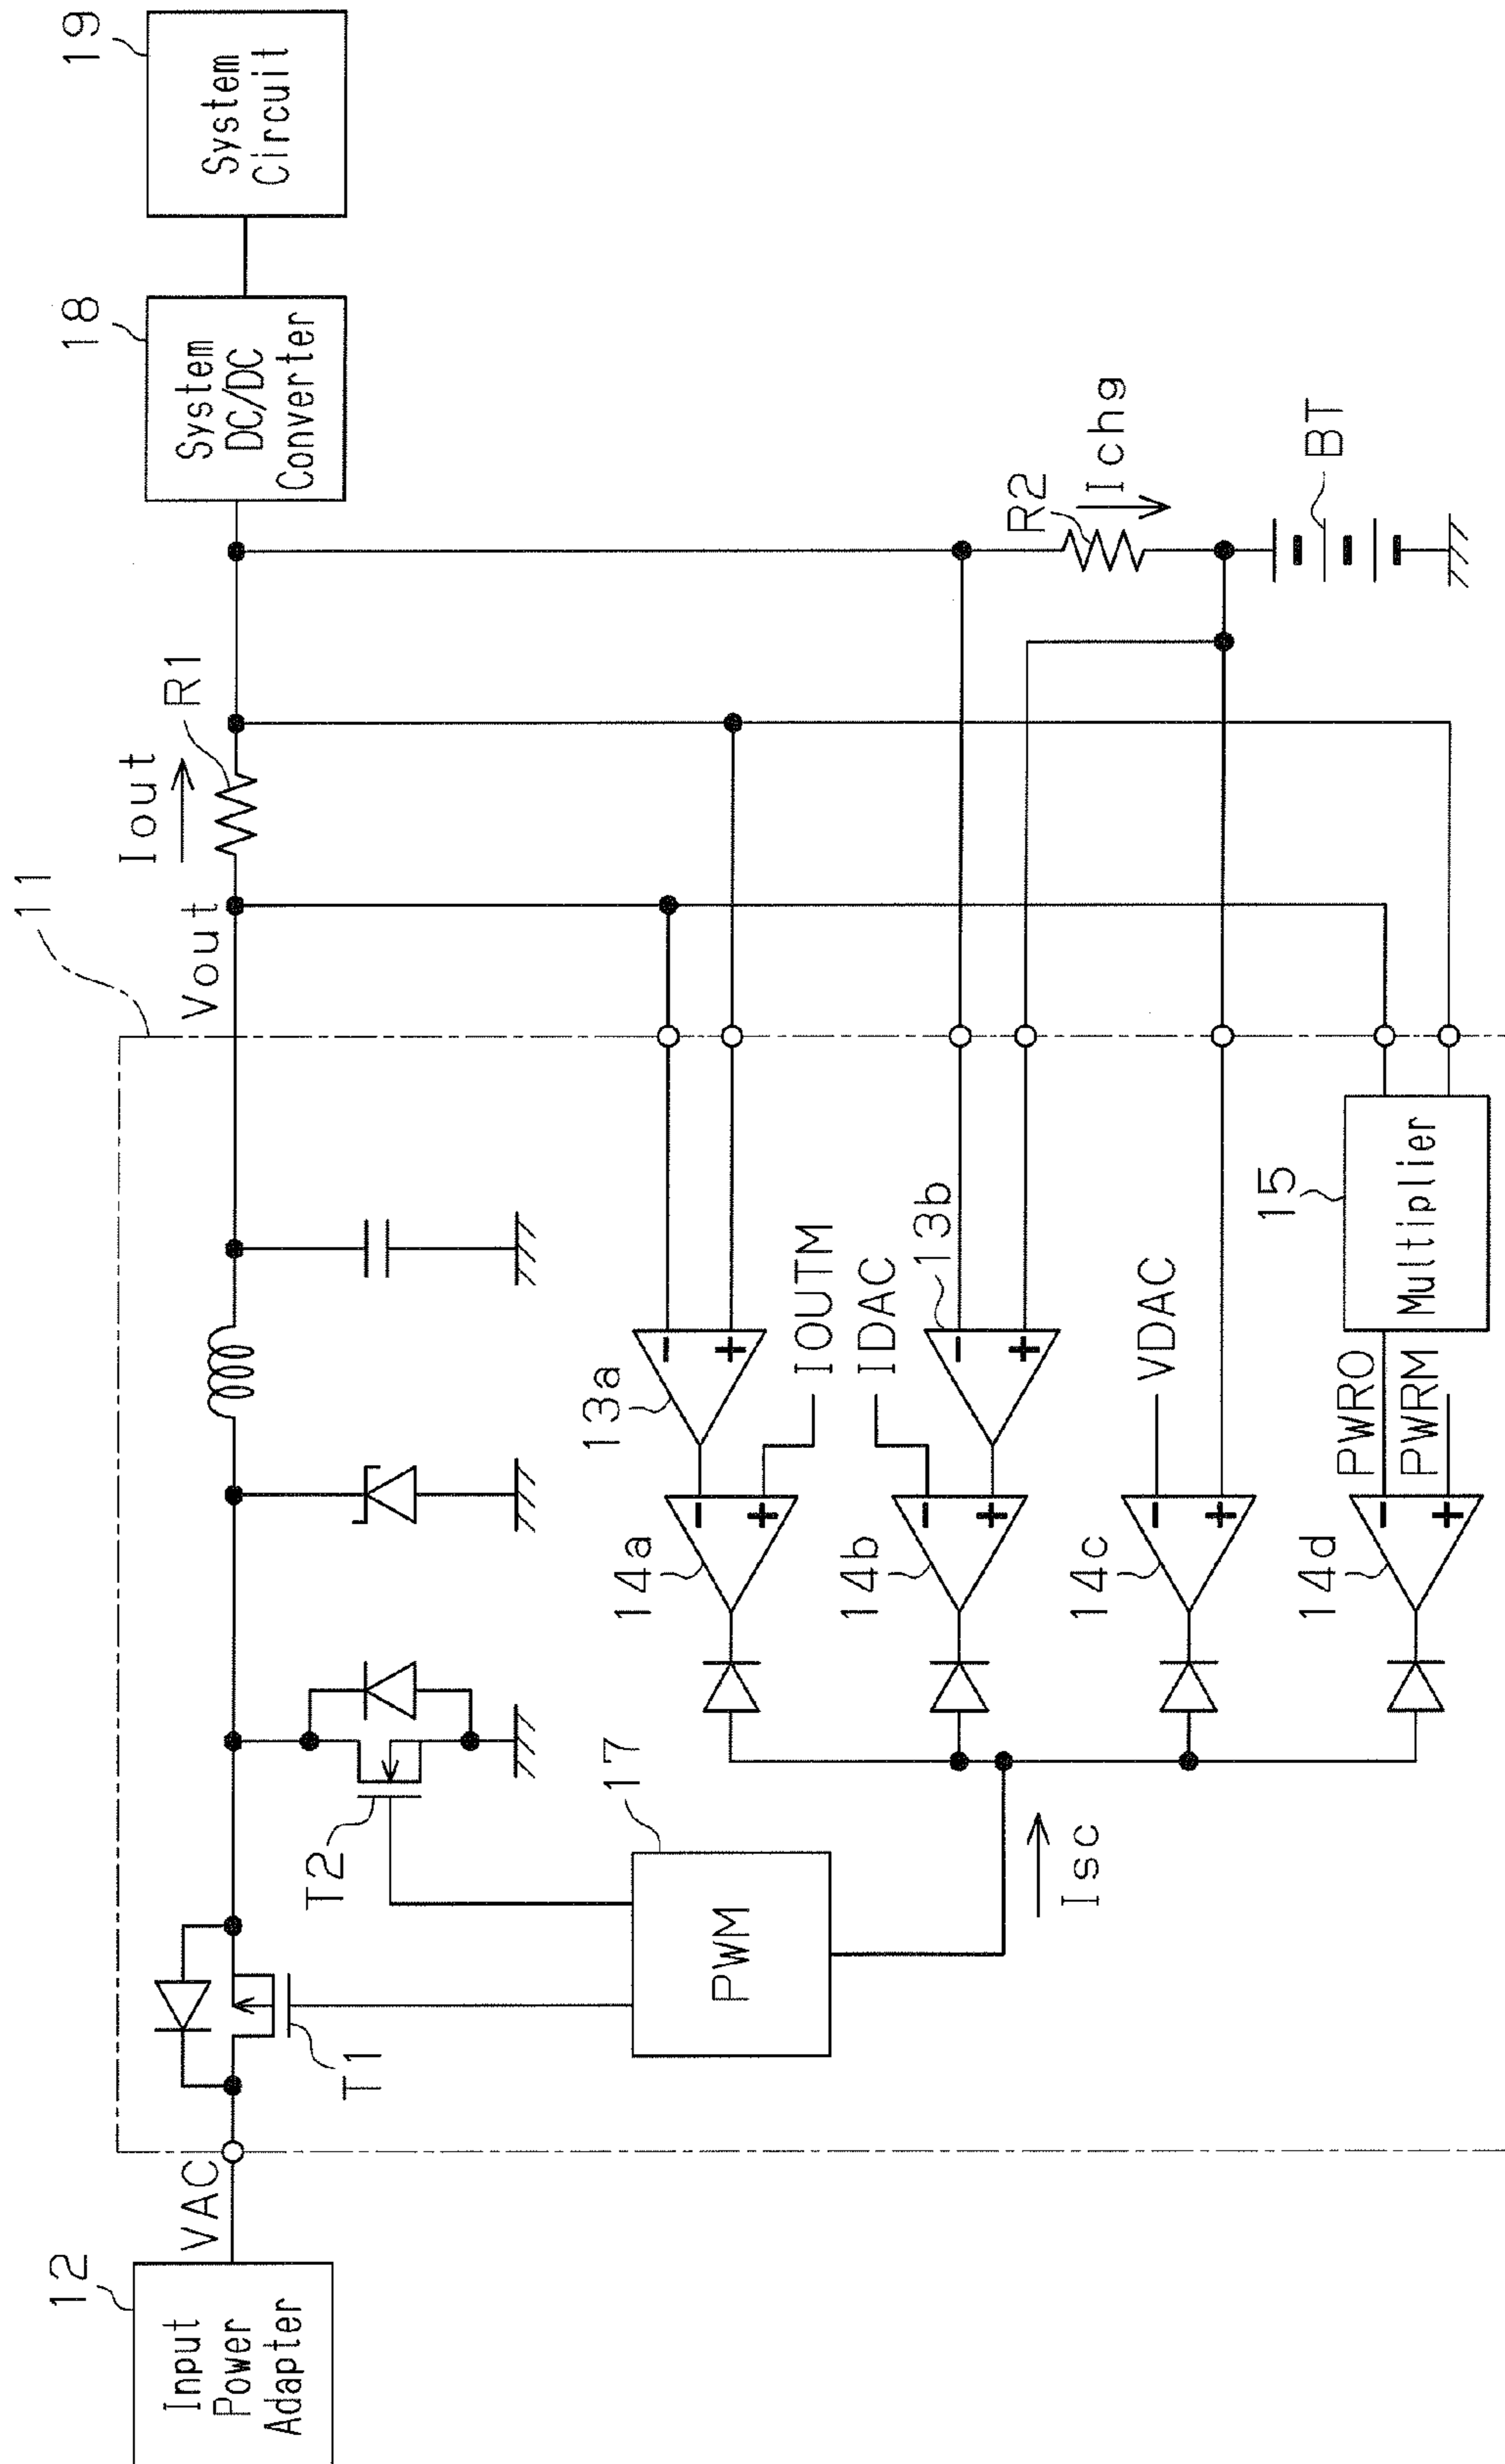 11
12
Input
Power
Adapter
VAC
T1
T2
17
PWM
Isc
Vout
Iout
R1
18
System
DC/DC
Converter
19
System
Circuit
14a
-
+
13a
-
+
IOUTM
IDAC
14b
-
+
13b
-
+
14c
-
+
VDAC
14d
-
+
PWRO
PWRM
15
Multiplier
R2
Ichg
BT